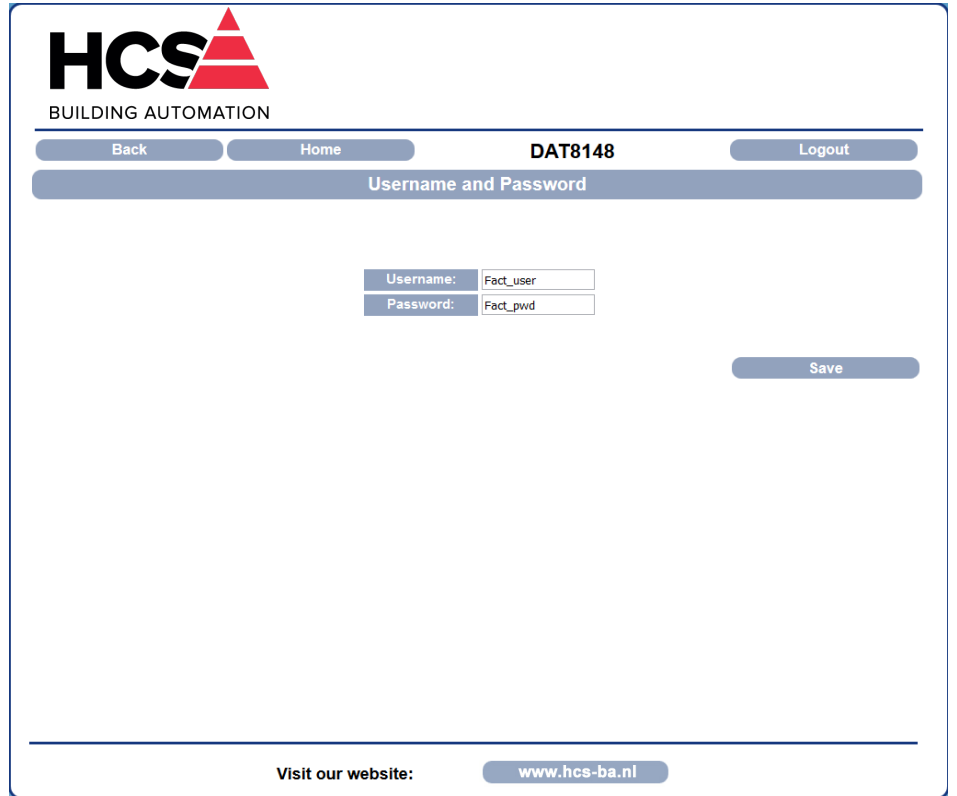 HCS
BUILDING AUTOMATION
Back Home DAT8148 Logout
Username and Password
Username: Fact_user
Password: Fact_pwd
Save
Visit our website: www.hcs-ba.nl